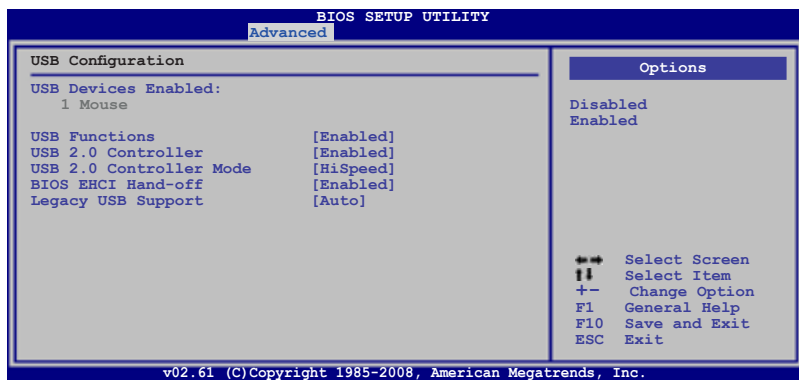 BIOS SETUP UTILITY
Advanced
USB Configuration
USB Devices Enabled:
1 Mouse
USB Functions [Enabled]
USB 2.0 Controller [Enabled]
USB 2.0 Controller Mode [HiSpeed]
BIOS EHCI Hand-off [Enabled]
Legacy USB Support [Auto]
Options
Disabled
Enabled
←→ Select Screen
↑↓ Select Item
+- Change Option
F1 General Help
F10 Save and Exit
ESC Exit
v02.61 (C)Copyright 1985-2008, American Megatrends, Inc.